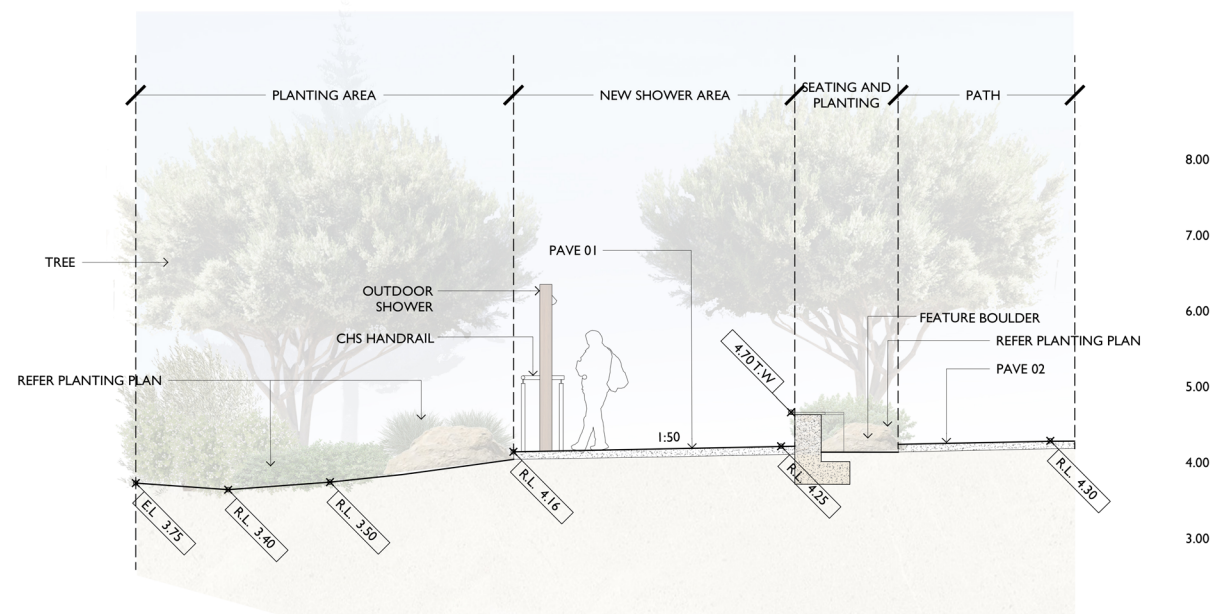 PLANTING AREA
NEW SHOWER AREA
SEATING AND
PLANTING
PATH
8.00
7.00
6.00
5.00
4.00
3.00
TREE
PAVE 01
OUTDOOR
SHOWER
CHS HANDRAIL
REFER PLANTING PLAN
4.70 T.W
FEATURE BOULDER
REFER PLANTING PLAN
PAVE 02
1:50
E.L. 3.75
R.L. 3.40
R.L. 3.50
R.L. 4.16
R.L. 4.25
R.L. 4.30